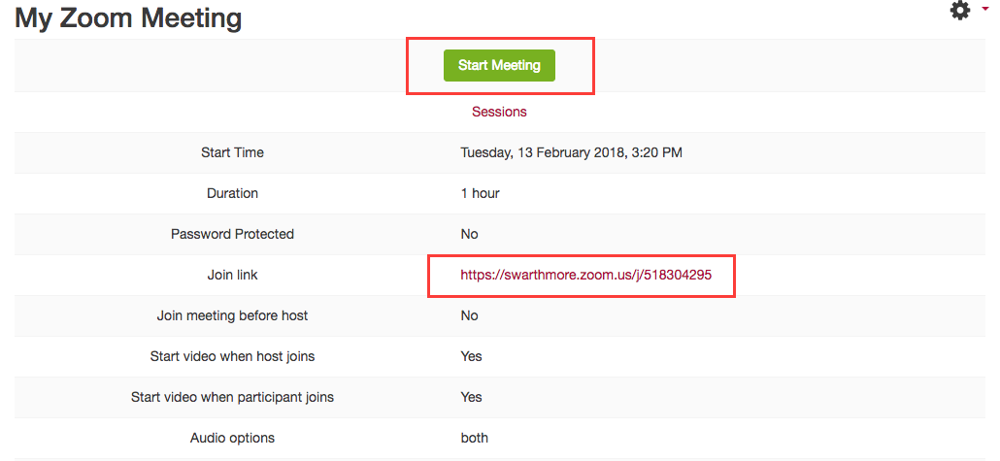 My Zoom Meeting
Start Meeting
Sessions
Start Time Tuesday, 13 February 2018, 3:20 PM
Duration 1 hour
Password Protected No
Join link https://swarthmore.zoom.us/j/518304295
Join meeting before host No
Start video when host joins Yes
Start video when participant joins Yes
Audio options both